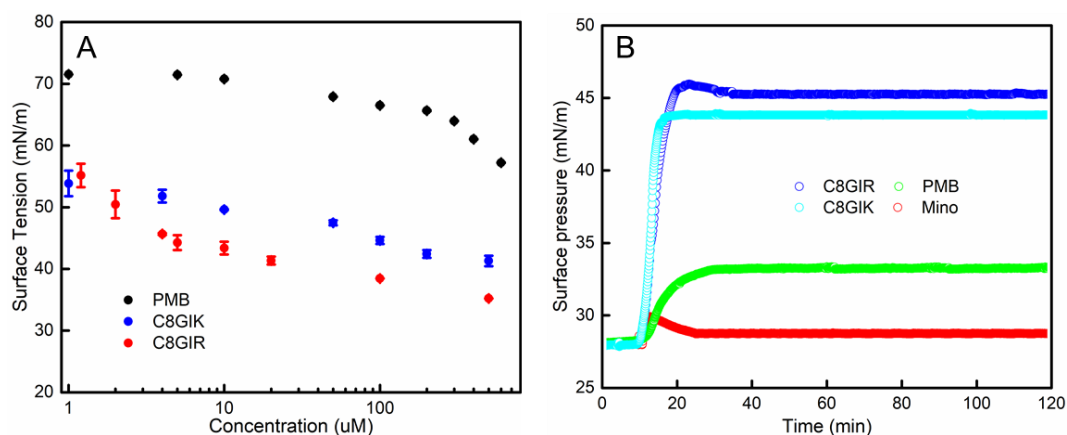 A
Surface Tension (mN/m)
80
70
60
50
40
30
20
PMB
C8GIK
C8GIR
1
10
100
Concentration (uM)
B
Surface pressure (mN/m)
50
45
40
35
30
25
C8GIR
PMB
C8GIK
Mino
0
20
40
60
80
100
120
Time (min)